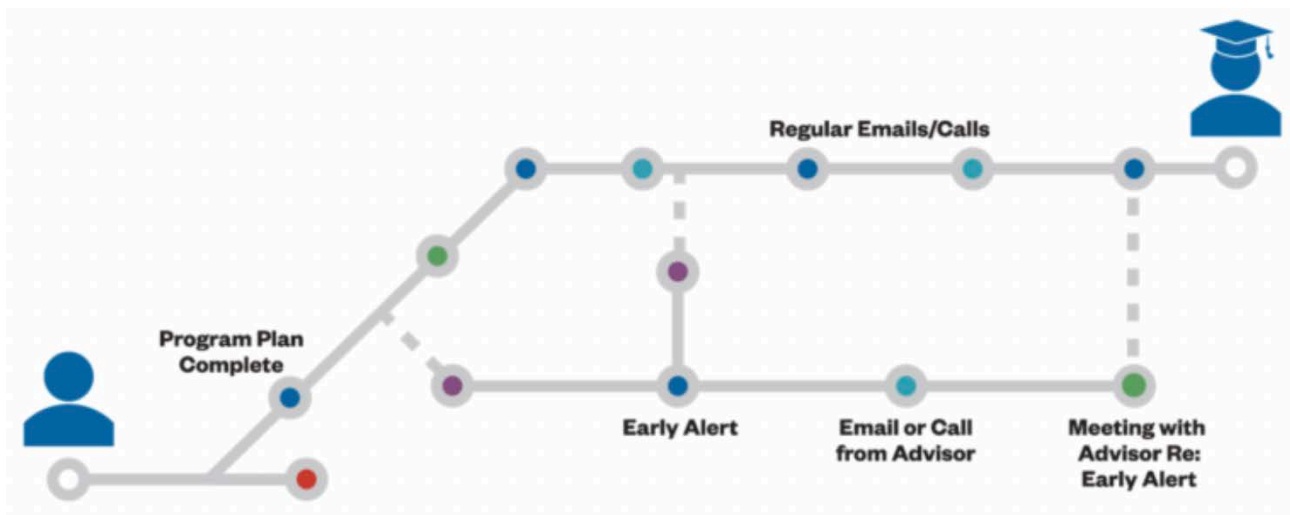 Regular Emails/Calls
Program Plan
Complete
Early Alert
Email or Call
from Advisor
Meeting with
Advisor Re:
Early Alert